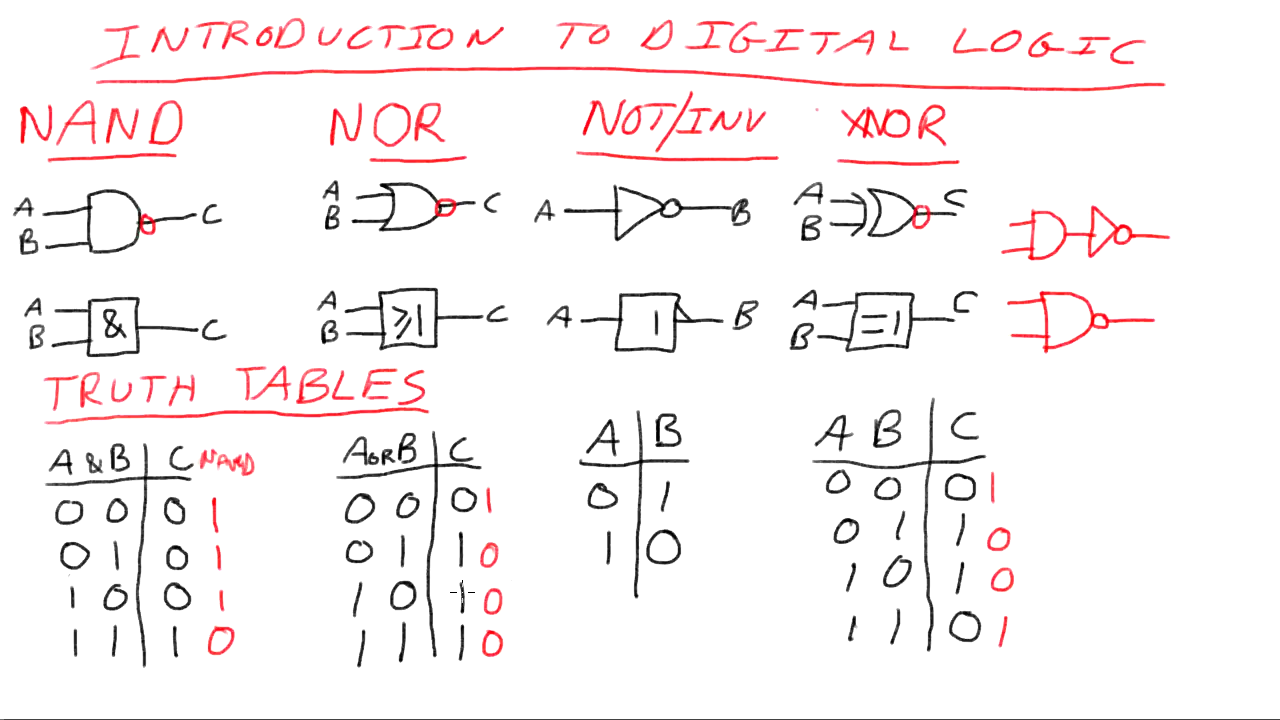 INTRODUCTION TO DIGITAL LOGIC
NAND NOR NOT/INV XNOR
A B C A B C A B A B C
A B & C A B ≥1 C A 1 B A B =1 C
TRUTH TABLES
A & B C NAND A OR B C A B A B C
0 0 0 1 0 0 0 1 0 1 0 0 0 1
0 1 0 1 0 1 1 0 1 0 0 1 1 0
1 0 0 1 1 0 1 0 1 0 1 0
1 1 1 0 1 1 1 0 1 1 0 1